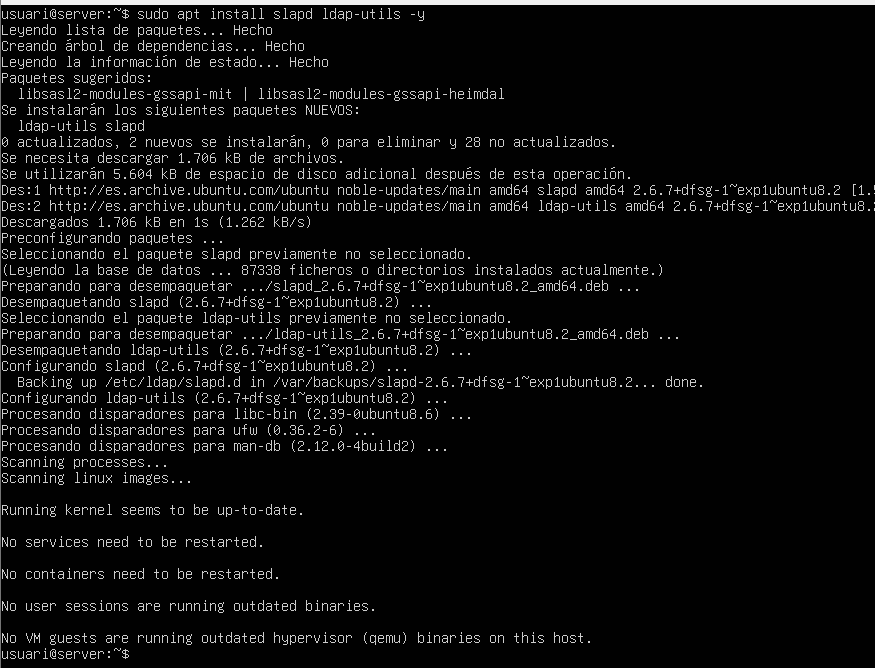 usuari@server:~$ sudo apt install slapd ldap-utils -y
Leyendo lista de paquetes... Hecho
Creando árbol de dependencias... Hecho
Leyendo la información de estado... Hecho
Paquetes sugeridos:
  libsasl2-modules-gssapi-mit | libsasl2-modules-gssapi-heimdal
Se instalarán los siguientes paquetes NUEVOS:
  ldap-utils slapd
0 actualizados, 2 nuevos se instalarán, 0 para eliminar y 28 no actualizados.
Se necesita descargar 1.706 kB de archivos.
Se utilizarán 5.604 kB de espacio de disco adicional después de esta operación.
Des:1 http://es.archive.ubuntu.com/ubuntu noble-updates/main amd64 slapd amd64 2.6.7+dfsg-1~exp1ubuntu8.2 [1.5
Des:2 http://es.archive.ubuntu.com/ubuntu noble-updates/main amd64 ldap-utils amd64 2.6.7+dfsg-1~exp1ubuntu8.
Descargados 1.706 kB en 1s (1.262 kB/s)
Preconfigurando paquetes ...
Seleccionando el paquete slapd previamente no seleccionado.
(Leyendo la base de datos ... 87338 ficheros o directorios instalados actualmente.)
Preparando para desempaquetar .../slapd_2.6.7+dfsg-1~exp1ubuntu8.2_amd64.deb ...
Desempaquetando slapd (2.6.7+dfsg-1~exp1ubuntu8.2) ...
Seleccionando el paquete ldap-utils previamente no seleccionado.
Preparando para desempaquetar .../ldap-utils_2.6.7+dfsg-1~exp1ubuntu8.2_amd64.deb ...
Desempaquetando ldap-utils (2.6.7+dfsg-1~exp1ubuntu8.2) ...
Configurando slapd (2.6.7+dfsg-1~exp1ubuntu8.2) ...
  Backing up /etc/ldap/slapd.d in /var/backups/slapd-2.6.7+dfsg-1~exp1ubuntu8.2... done.
Configurando ldap-utils (2.6.7+dfsg-1~exp1ubuntu8.2) ...
Procesando disparadores para libc-bin (2.39-0ubuntu8.6) ...
Procesando disparadores para ufw (0.36.2-6) ...
Procesando disparadores para man-db (2.12.0-4build2) ...
Scanning processes...
Scanning linux images...
Running kernel seems to be up-to-date.
No services need to be restarted.
No containers need to be restarted.
No user sessions are running outdated binaries.
No VM guests are running outdated hypervisor (qemu) binaries on this host.
usuari@server:~$